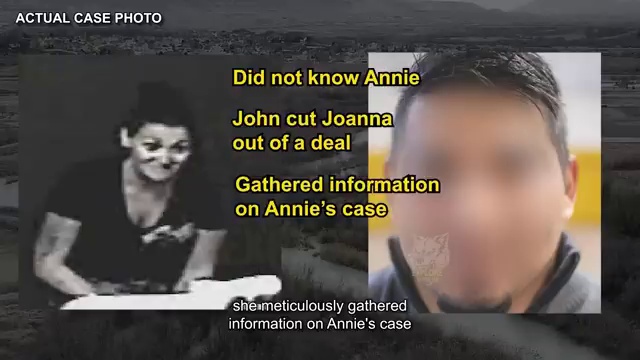 ACTUAL CASE PHOTO
Did not know Annie
John cut Joanna
out of a deal
Gathered information
on Annie's case
she meticulously gathered
information on Annie's case